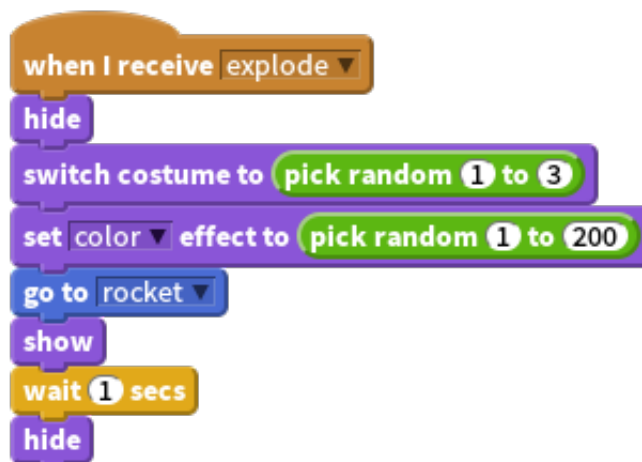 when I receive explode
hide
switch costume to pick random 1 to 3
set color effect to pick random 1 to 200
go to rocket
show
wait 1 secs
hide